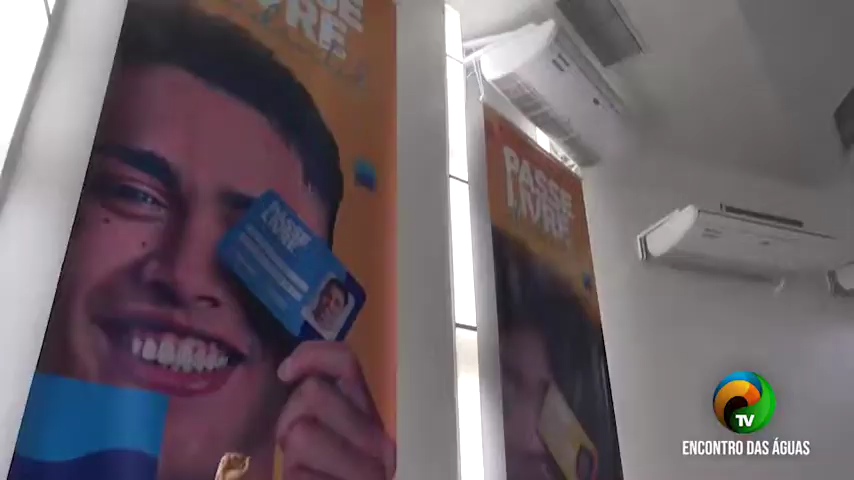 PASSE
LIVRE
PASSE
LIVRE
PASSE
LIVRE
TV
ENCONTRO DAS ÁGUAS